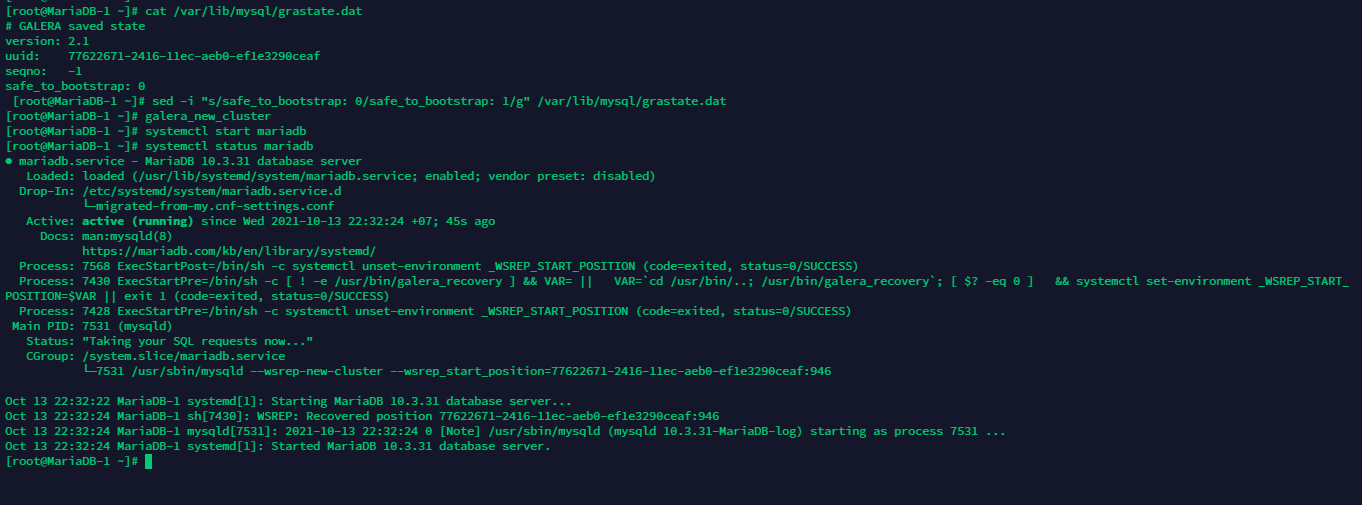 [root@MariaDB-1 ~]# cat /var/lib/mysql/grastate.dat
# GALERA saved state
version: 2.1
uuid:    77622671-2416-11ec-aeb0-ef1e3290ceaf
seqno:   -1
safe_to_bootstrap: 0
[root@MariaDB-1 ~]# sed -i "s/safe_to_bootstrap: 0/safe_to_bootstrap: 1/g" /var/lib/mysql/grastate.dat
[root@MariaDB-1 ~]# galera_new_cluster
[root@MariaDB-1 ~]# systemctl start mariadb
[root@MariaDB-1 ~]# systemctl status mariadb
● mariadb.service - MariaDB 10.3.31 database server
   Loaded: loaded (/usr/lib/systemd/system/mariadb.service; enabled; vendor preset: disabled)
  Drop-In: /etc/systemd/system/mariadb.service.d
           └─migrated-from-my.cnf-settings.conf
   Active: active (running) since Wed 2021-10-13 22:32:24 +07; 45s ago
     Docs: man:mysqld(8)
           https://mariadb.com/kb/en/library/systemd/
  Process: 7568 ExecStartPost=/bin/sh -c systemctl unset-environment _WSREP_START_POSITION (code=exited, status=0/SUCCESS)
  Process: 7430 ExecStartPre=/bin/sh -c [ ! -e /usr/bin/galera_recovery ] && VAR= ||   VAR=`cd /usr/bin/..; /usr/bin/galera_recovery`; [ $? -eq 0 ]   && systemctl set-environment _WSREP_START_
POSITION=$VAR || exit 1 (code=exited, status=0/SUCCESS)
  Process: 7428 ExecStartPre=/bin/sh -c systemctl unset-environment _WSREP_START_POSITION (code=exited, status=0/SUCCESS)
 Main PID: 7531 (mysqld)
   Status: "Taking your SQL requests now..."
   CGroup: /system.slice/mariadb.service
           └─7531 /usr/sbin/mysqld --wsrep-new-cluster --wsrep_start_position=77622671-2416-11ec-aeb0-ef1e3290ceaf:946
Oct 13 22:32:22 MariaDB-1 systemd[1]: Starting MariaDB 10.3.31 database server...
Oct 13 22:32:24 MariaDB-1 sh[7430]: WSREP: Recovered position 77622671-2416-11ec-aeb0-ef1e3290ceaf:946
Oct 13 22:32:24 MariaDB-1 mysqld[7531]: 2021-10-13 22:32:24 0 [Note] /usr/sbin/mysqld (mysqld 10.3.31-MariaDB-log) starting as process 7531 ...
Oct 13 22:32:24 MariaDB-1 systemd[1]: Started MariaDB 10.3.31 database server.
[root@MariaDB-1 ~]#